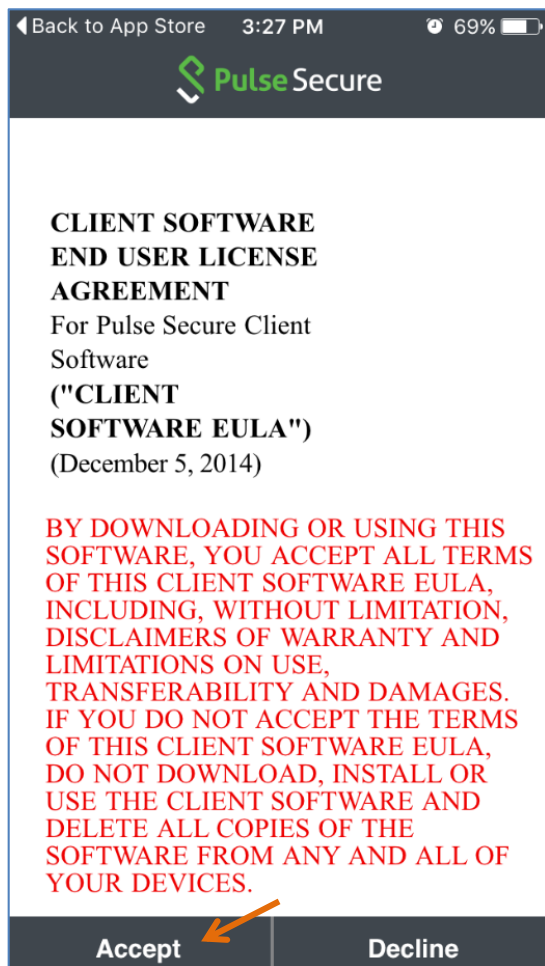 Back to App Store 3:27 PM 69%
Pulse Secure
CLIENT SOFTWARE
END USER LICENSE
AGREEMENT
For Pulse Secure Client
Software
("CLIENT
SOFTWARE EULA")
(December 5, 2014)
BY DOWNLOADING OR USING THIS
SOFTWARE, YOU ACCEPT ALL TERMS
OF THIS CLIENT SOFTWARE EULA,
INCLUDING, WITHOUT LIMITATION,
DISCLAIMERS OF WARRANTY AND
LIMITATIONS ON USE,
TRANSFERABILITY AND DAMAGES.
IF YOU DO NOT ACCEPT THE TERMS
OF THIS CLIENT SOFTWARE EULA,
DO NOT DOWNLOAD, INSTALL OR
USE THE CLIENT SOFTWARE AND
DELETE ALL COPIES OF THE
SOFTWARE FROM ANY AND ALL OF
YOUR DEVICES.
Accept Decline